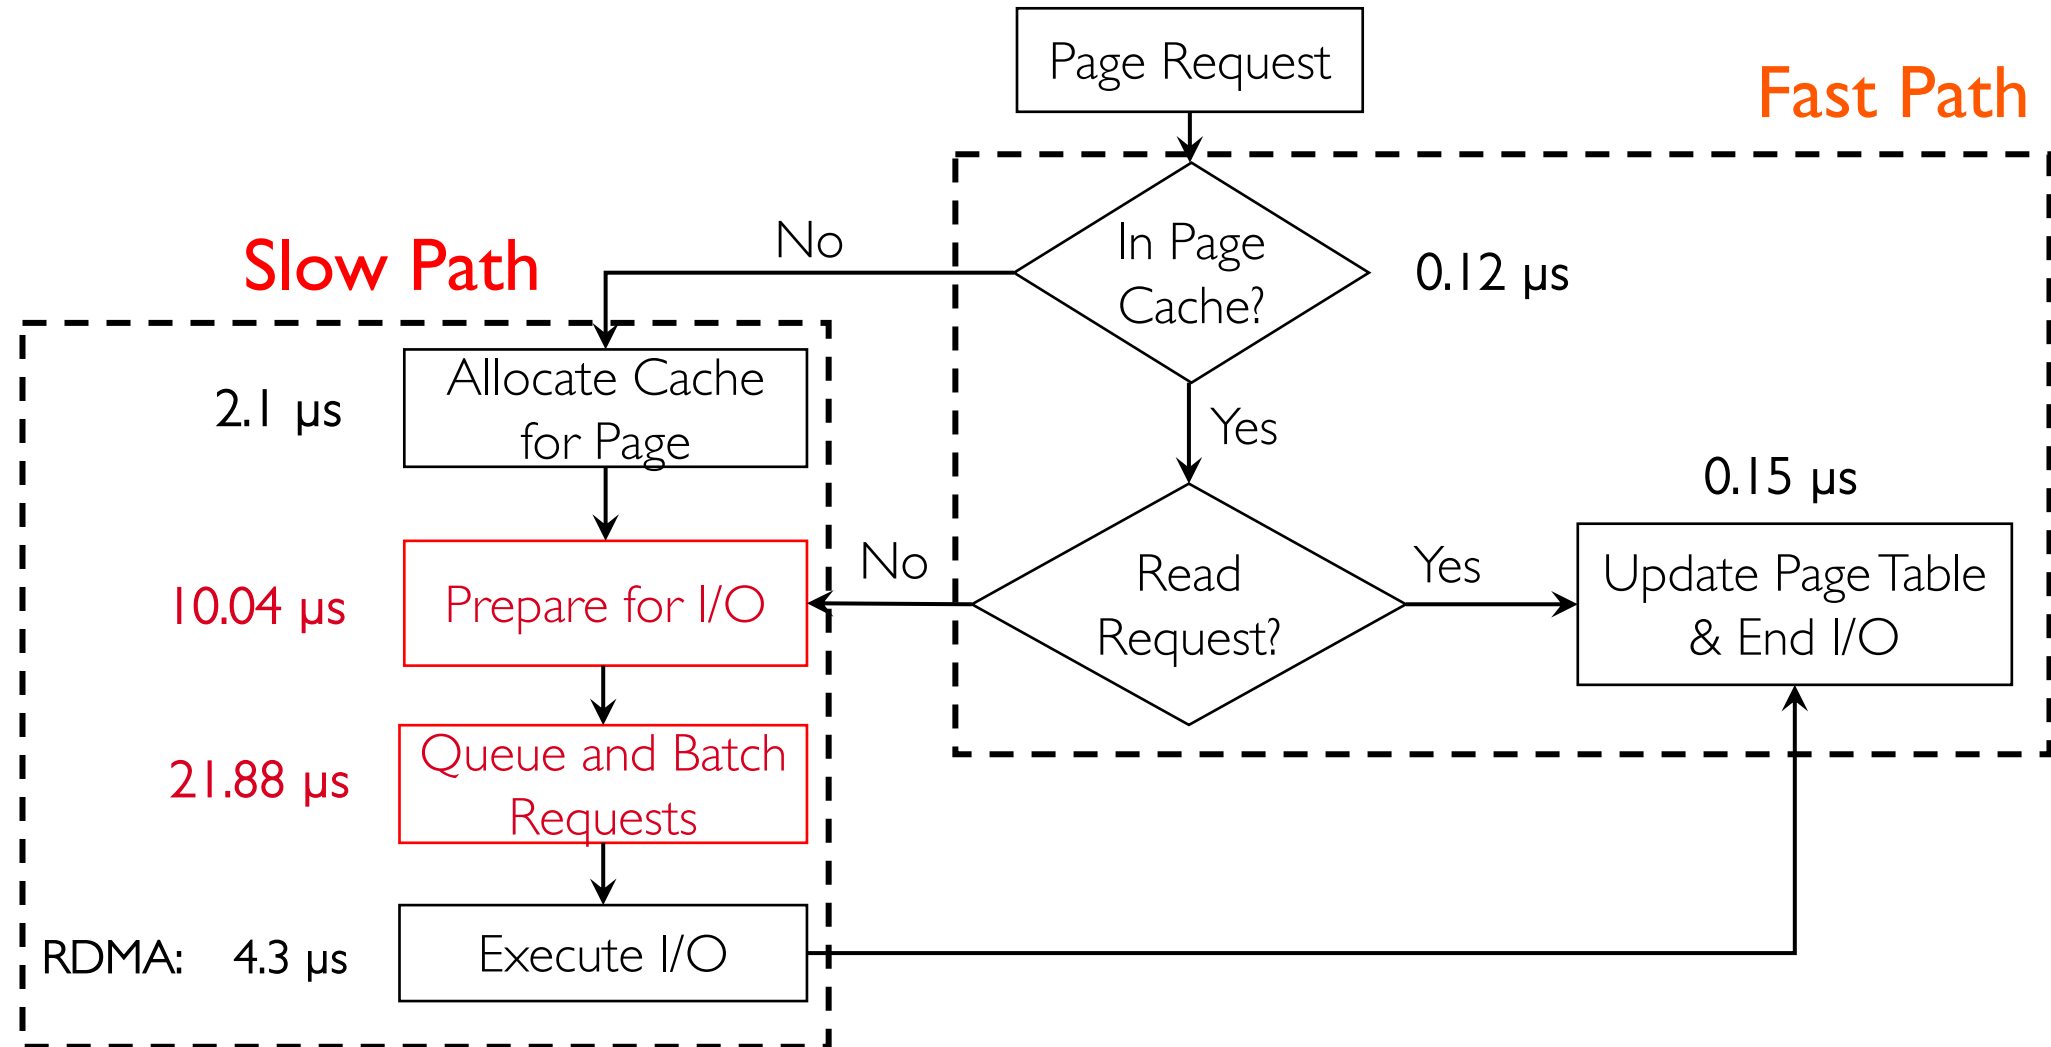 Page Request
Fast Path
In Page
Cache?
0.12 μs
No
Slow Path
Allocate Cache
for Page
2.1 μs
Yes
0.15 μs
Read
Request?
No
Yes
Update Page Table
& End I/O
Prepare for I/O
10.04 μs
Queue and Batch
Requests
21.88 μs
RDMA: 4.3 μs
Execute I/O